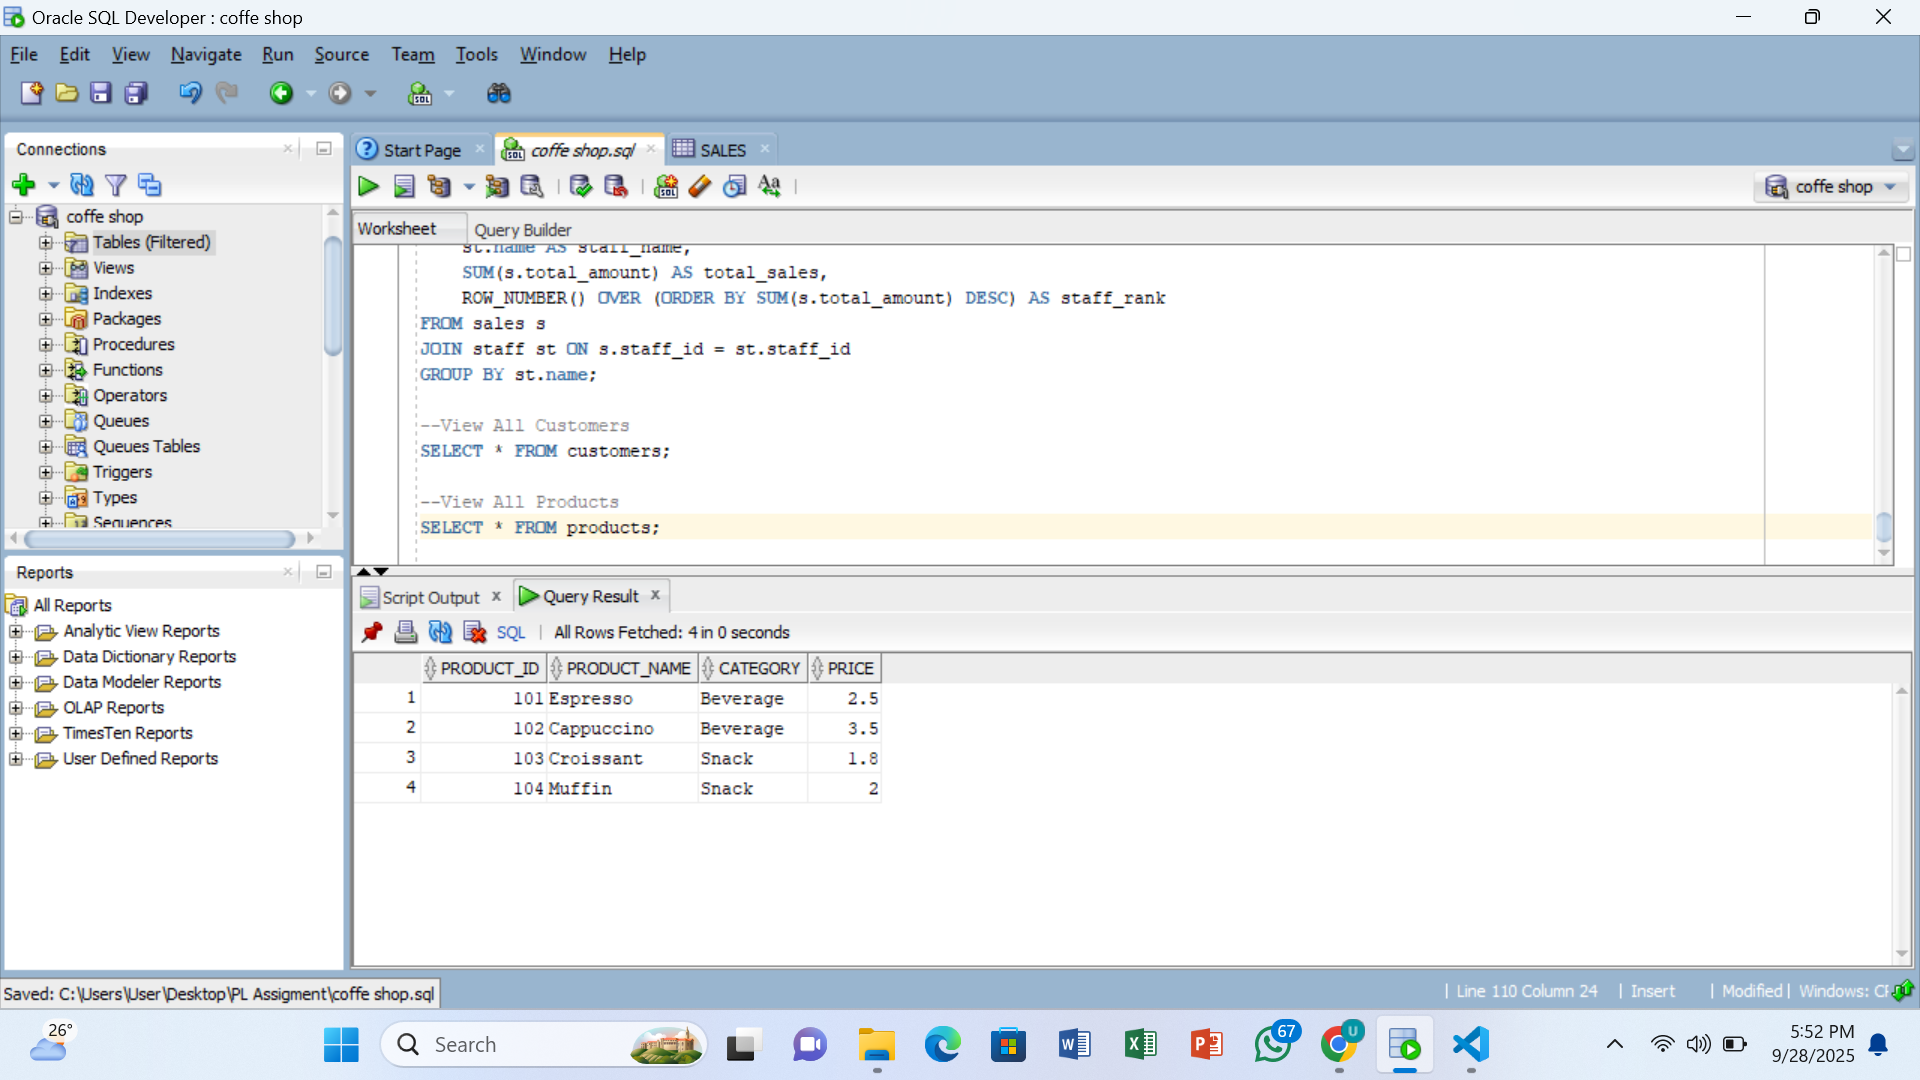 Oracle SQL Developer : coffe shop
File Edit View Navigate Run Source Team Tools Window Help
Connections
coffe shop
Tables (Filtered)
Views
Indexes
Packages
Procedures
Functions
Operators
Queues
Queues Tables
Triggers
Types
Sequences
Reports
All Reports
Analytic View Reports
Data Dictionary Reports
Data Modeler Reports
OLAP Reports
TimesTen Reports
User Defined Reports
Start Page coffe shop.sql SALES
coffe shop
Worksheet Query Builder
st.name AS staff_name,
SUM(s.total_amount) AS total_sales,
ROW_NUMBER() OVER (ORDER BY SUM(s.total_amount) DESC) AS staff_rank
FROM sales s
JOIN staff st ON s.staff_id = st.staff_id
GROUP BY st.name;
--View All Customers
SELECT * FROM customers;
--View All Products
SELECT * FROM products;
Script Output Query Result
SQL | All Rows Fetched: 4 in 0 seconds
PRODUCT_ID PRODUCT_NAME CATEGORY PRICE
1 101 Espresso Beverage 2.5
2 102 Cappuccino Beverage 3.5
3 103 Croissant Snack 1.8
4 104 Muffin Snack 2
Saved: C:\Users\User\Desktop\PL Assigment\coffe shop.sql
| Line 110 Column 24 | Insert | Modified | Windows:
26°
Search
67
U
5:52 PM
9/28/2025